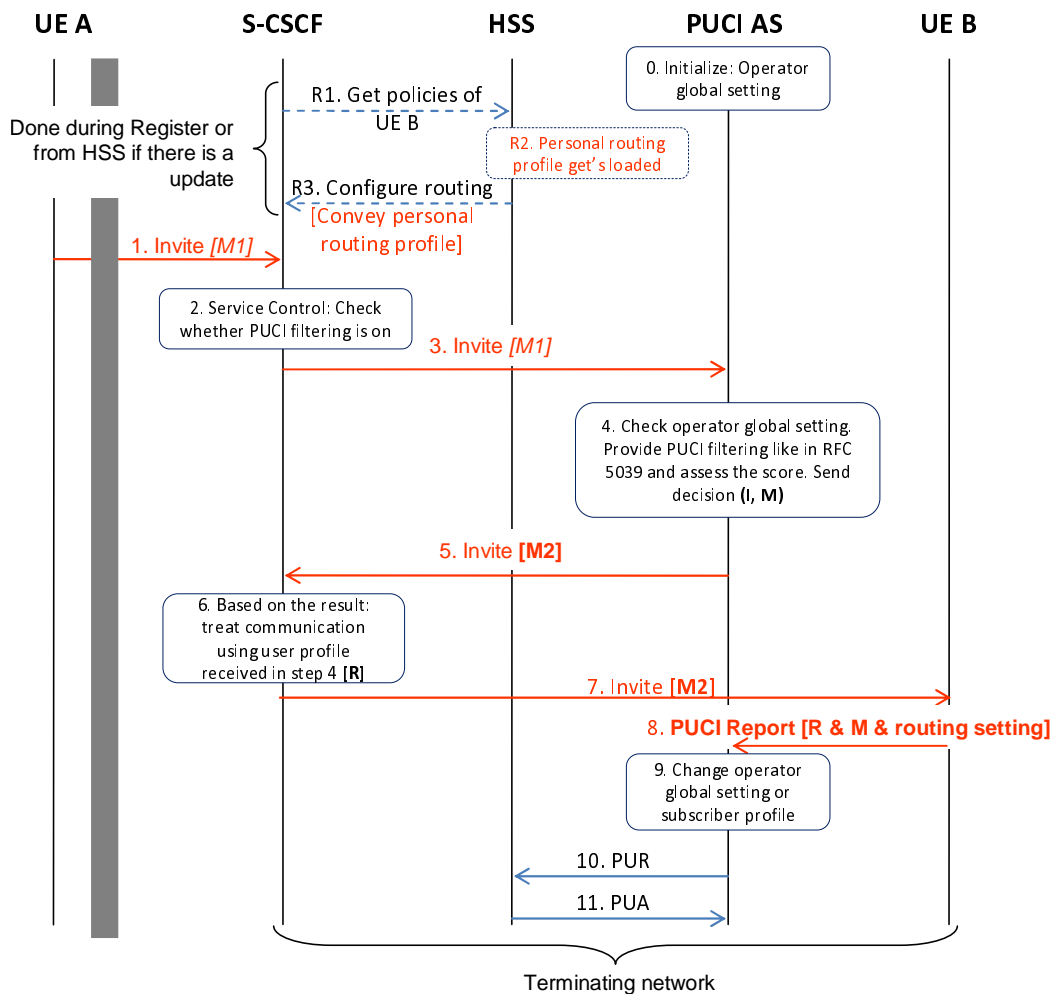 UE A
S-CSCF
HSS
PUCI AS
UE B
0. Initialize: Operator
global setting
R1. Get policies of
UE B
Done during Register or
from HSS if there is a
update
R2. Personal routing
profile get's loaded
R3. Configure routing
[Convey personal
routing profile]
1. Invite [M1]
2. Service Control: Check
whether PUCI filtering is on
3. Invite [M1]
4. Check operator global setting.
Provide PUCI filtering like in RFC
5039 and assess the score. Send
decision (I, M)
5. Invite [M2]
6. Based on the result:
treat communication
using user profile
received in step 4 [R]
7. Invite [M2]
8. PUCI Report [R & M & routing setting]
9. Change operator
global setting or
subscriber profile
10. PUR
11. PUA
Terminating network